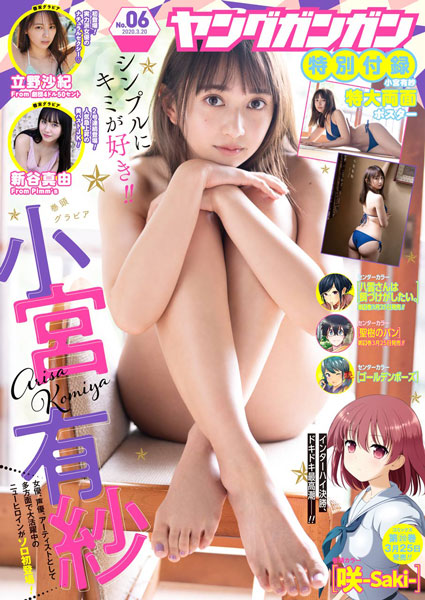 No.06
2020.3.20
ヤングガンガン
特別付録
小宮有紗
特大両面
ポスター
シンプルに
キミが好き!!
立野沙紀
From 劇団4ドル50セント
新谷真由
From Pimm's
巻頭
グラビア
小宮有紗
Arisa
Komiya
女優、声優、アーティストとして
多方面で大活躍中の
ニューヒロインがソロ初登場!
センターカラー
八雲さんは
餌づけがしたい。
センターカラー
[聖樹のパン]
センターカラー
[ゴールデンボーズ]
インターハイ決勝、
ドキドキ最高潮――!!
3月25日
発売!!
[咲-Saki-]